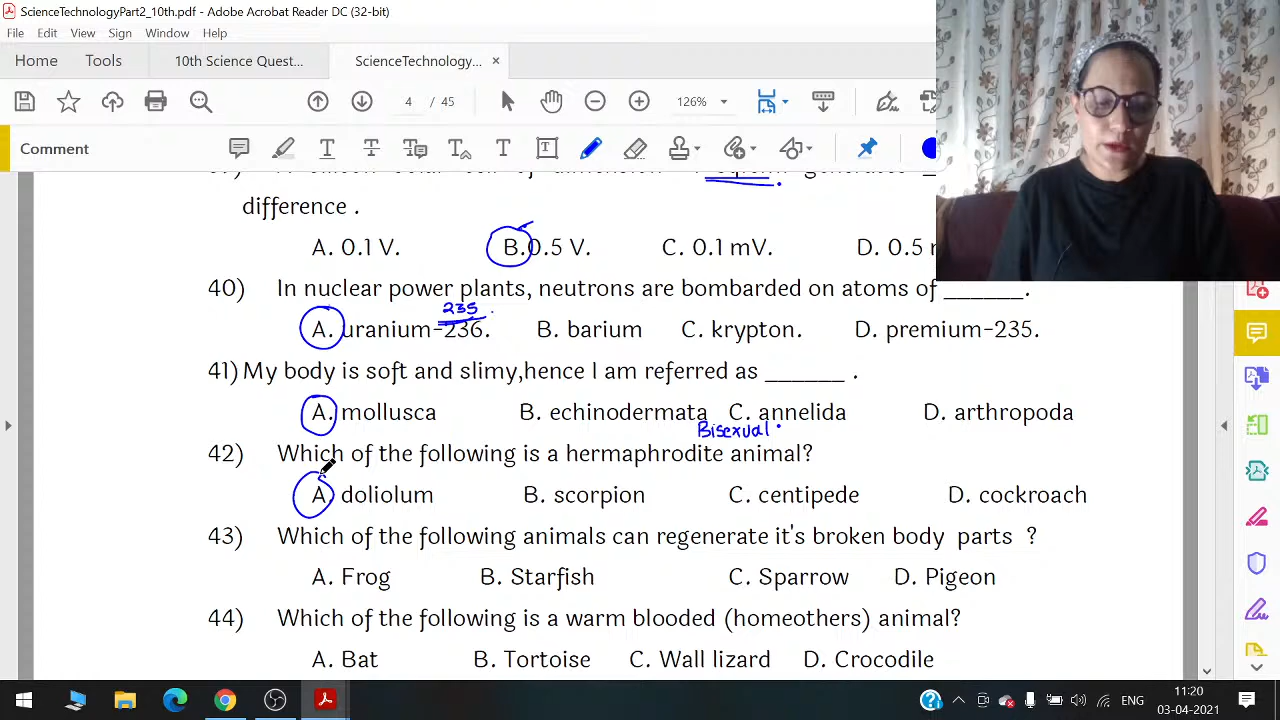 ScienceTechnologyPart2_10th.pdf - Adobe Acrobat Reader DC (32-bit)
File Edit View Sign Window Help
Home Tools 10th Science Quest... ScienceTechnology... ×
4 / 45 126%
Comment
difference .
A. 0.1 V. B. 0.5 V. C. 0.1 mV. D. 0.5
40) In nuclear power plants, neutrons are bombarded on atoms of ______.
235
A. uranium-236. B. barium C. krypton. D. premium-235.
41) My body is soft and slimy,hence I am referred as ______ .
A. mollusca B. echinodermata C. annelida D. arthropoda
Bisexual
42) Which of the following is a hermaphrodite animal?
A. doliolum B. scorpion C. centipede D. cockroach
43) Which of the following animals can regenerate it's broken body parts ?
A. Frog B. Starfish C. Sparrow D. Pigeon
44) Which of the following is a warm blooded (homeothers) animal?
A. Bat B. Tortoise C. Wall lizard D. Crocodile
ENG 11:20
03-04-2021